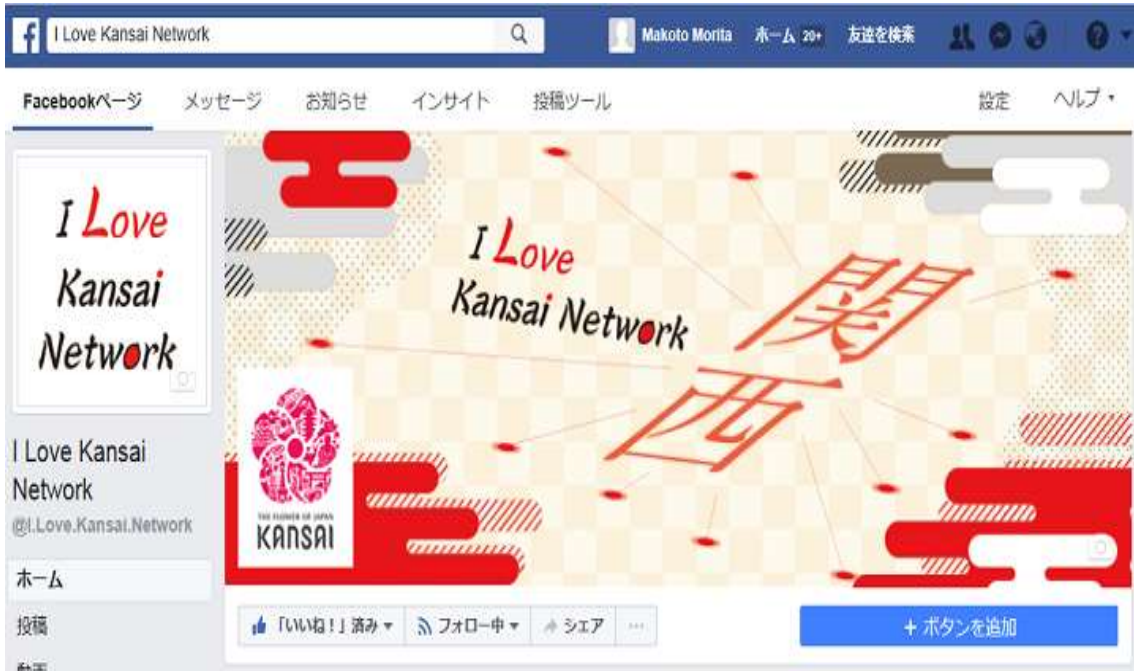 I Love Kansai Network
Makoto Morita ホーム 20+ 友達を検索
Facebookページ メッセージ お知らせ インサイト 投稿ツール 設定 ヘルプ
I Love
Kansai
Network
I Love
Kansai Network
関西
THE FLOWER OF JAPAN
KANSAI
I Love Kansai
Network
@I.Love.Kansai.Network
ホーム
投稿
動画
「いいね！」済み フォロー中 シェア ... + ボタンを追加